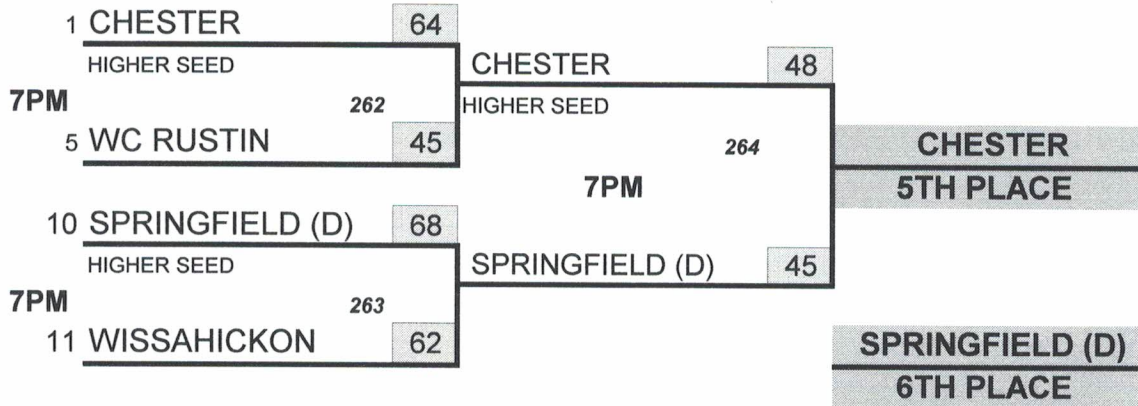 1 CHESTER 64
HIGHER SEED
7PM 262
5 WC RUSTIN 45
10 SPRINGFIELD (D) 68
HIGHER SEED
7PM 263
11 WISSAHICKON 62
CHESTER 48
HIGHER SEED
264
7PM
SPRINGFIELD (D) 45
CHESTER
5TH PLACE
SPRINGFIELD (D)
6TH PLACE